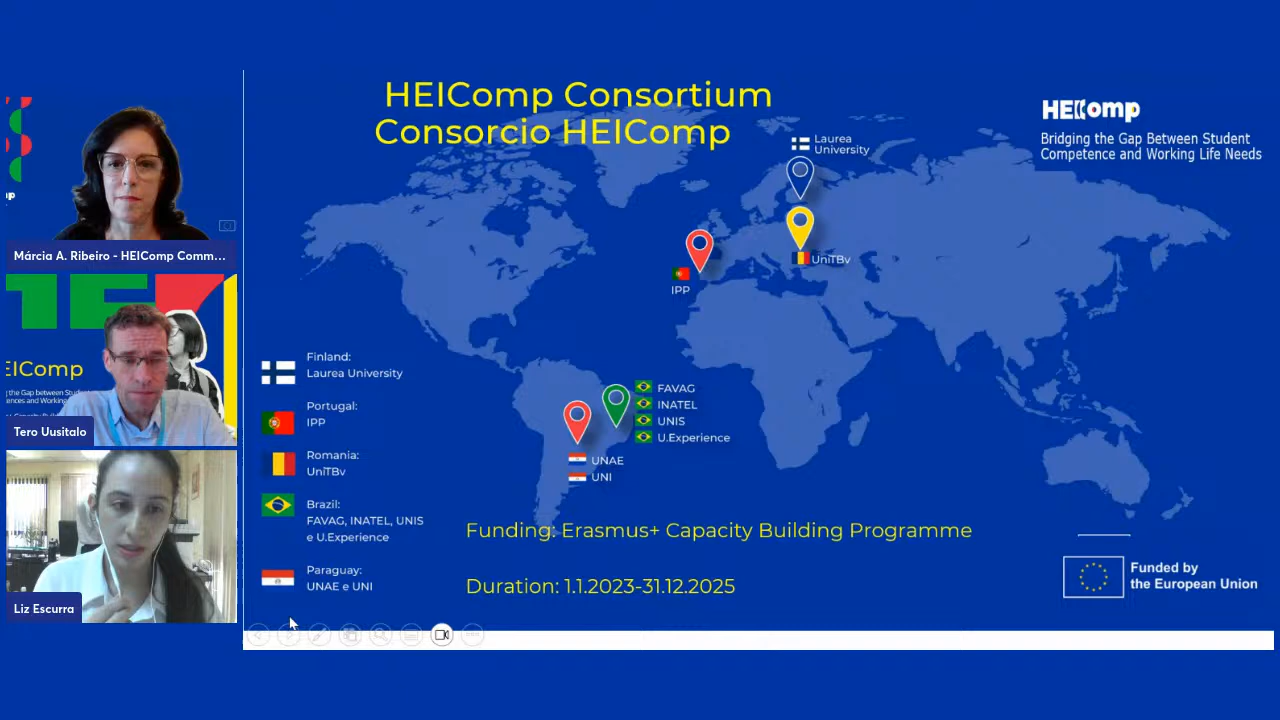 HEIComp Consortium
Consorcio HEIComp
HEIComp
Bridging the Gap Between Student
Competence and Working Life Needs
Laurea
University
UniTBv
IPP
mp
Márcia A. Ribeiro - HEIComp Comm...
EIComp
Tero Uusitalo
Liz Escurra
Finland:
Laurea University
Portugal:
IPP
Romania:
UniTBv
Brazil:
FAVAG, INATEL, UNIS
e U.Experience
Paraguay:
UNAE e UNI
FAVAG
INATEL
UNIS
U.Experience
UNAE
UNI
Funding: Erasmus+ Capacity Building Programme
Duration: 1.1.2023-31.12.2025
Funded by
the European Union